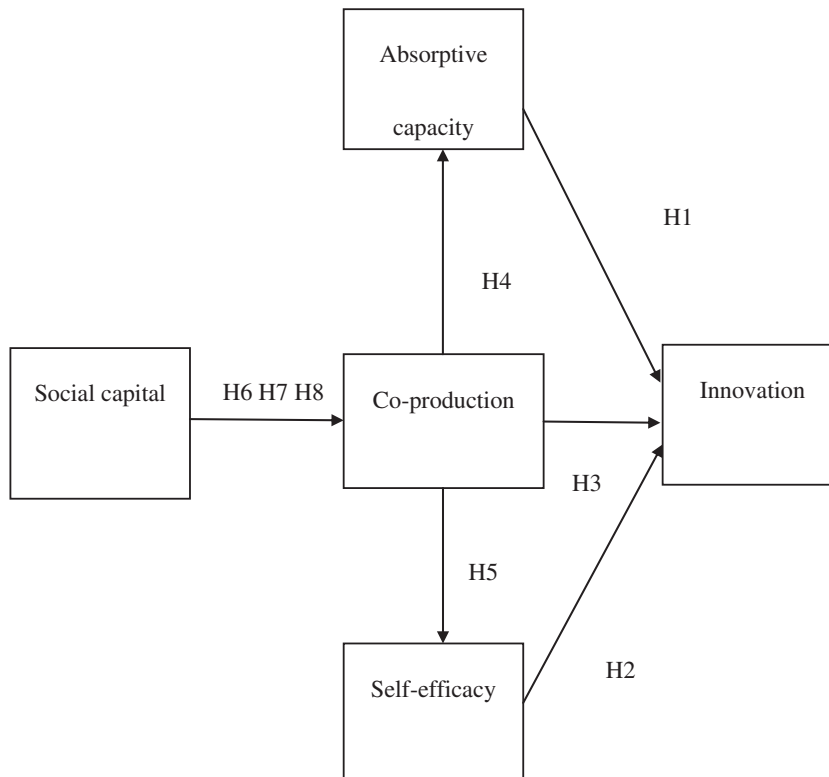 Absorptive
capacity
H1
H4
Social capital
H6 H7 H8
Co-production
Innovation
H3
H5
Self-efficacy
H2